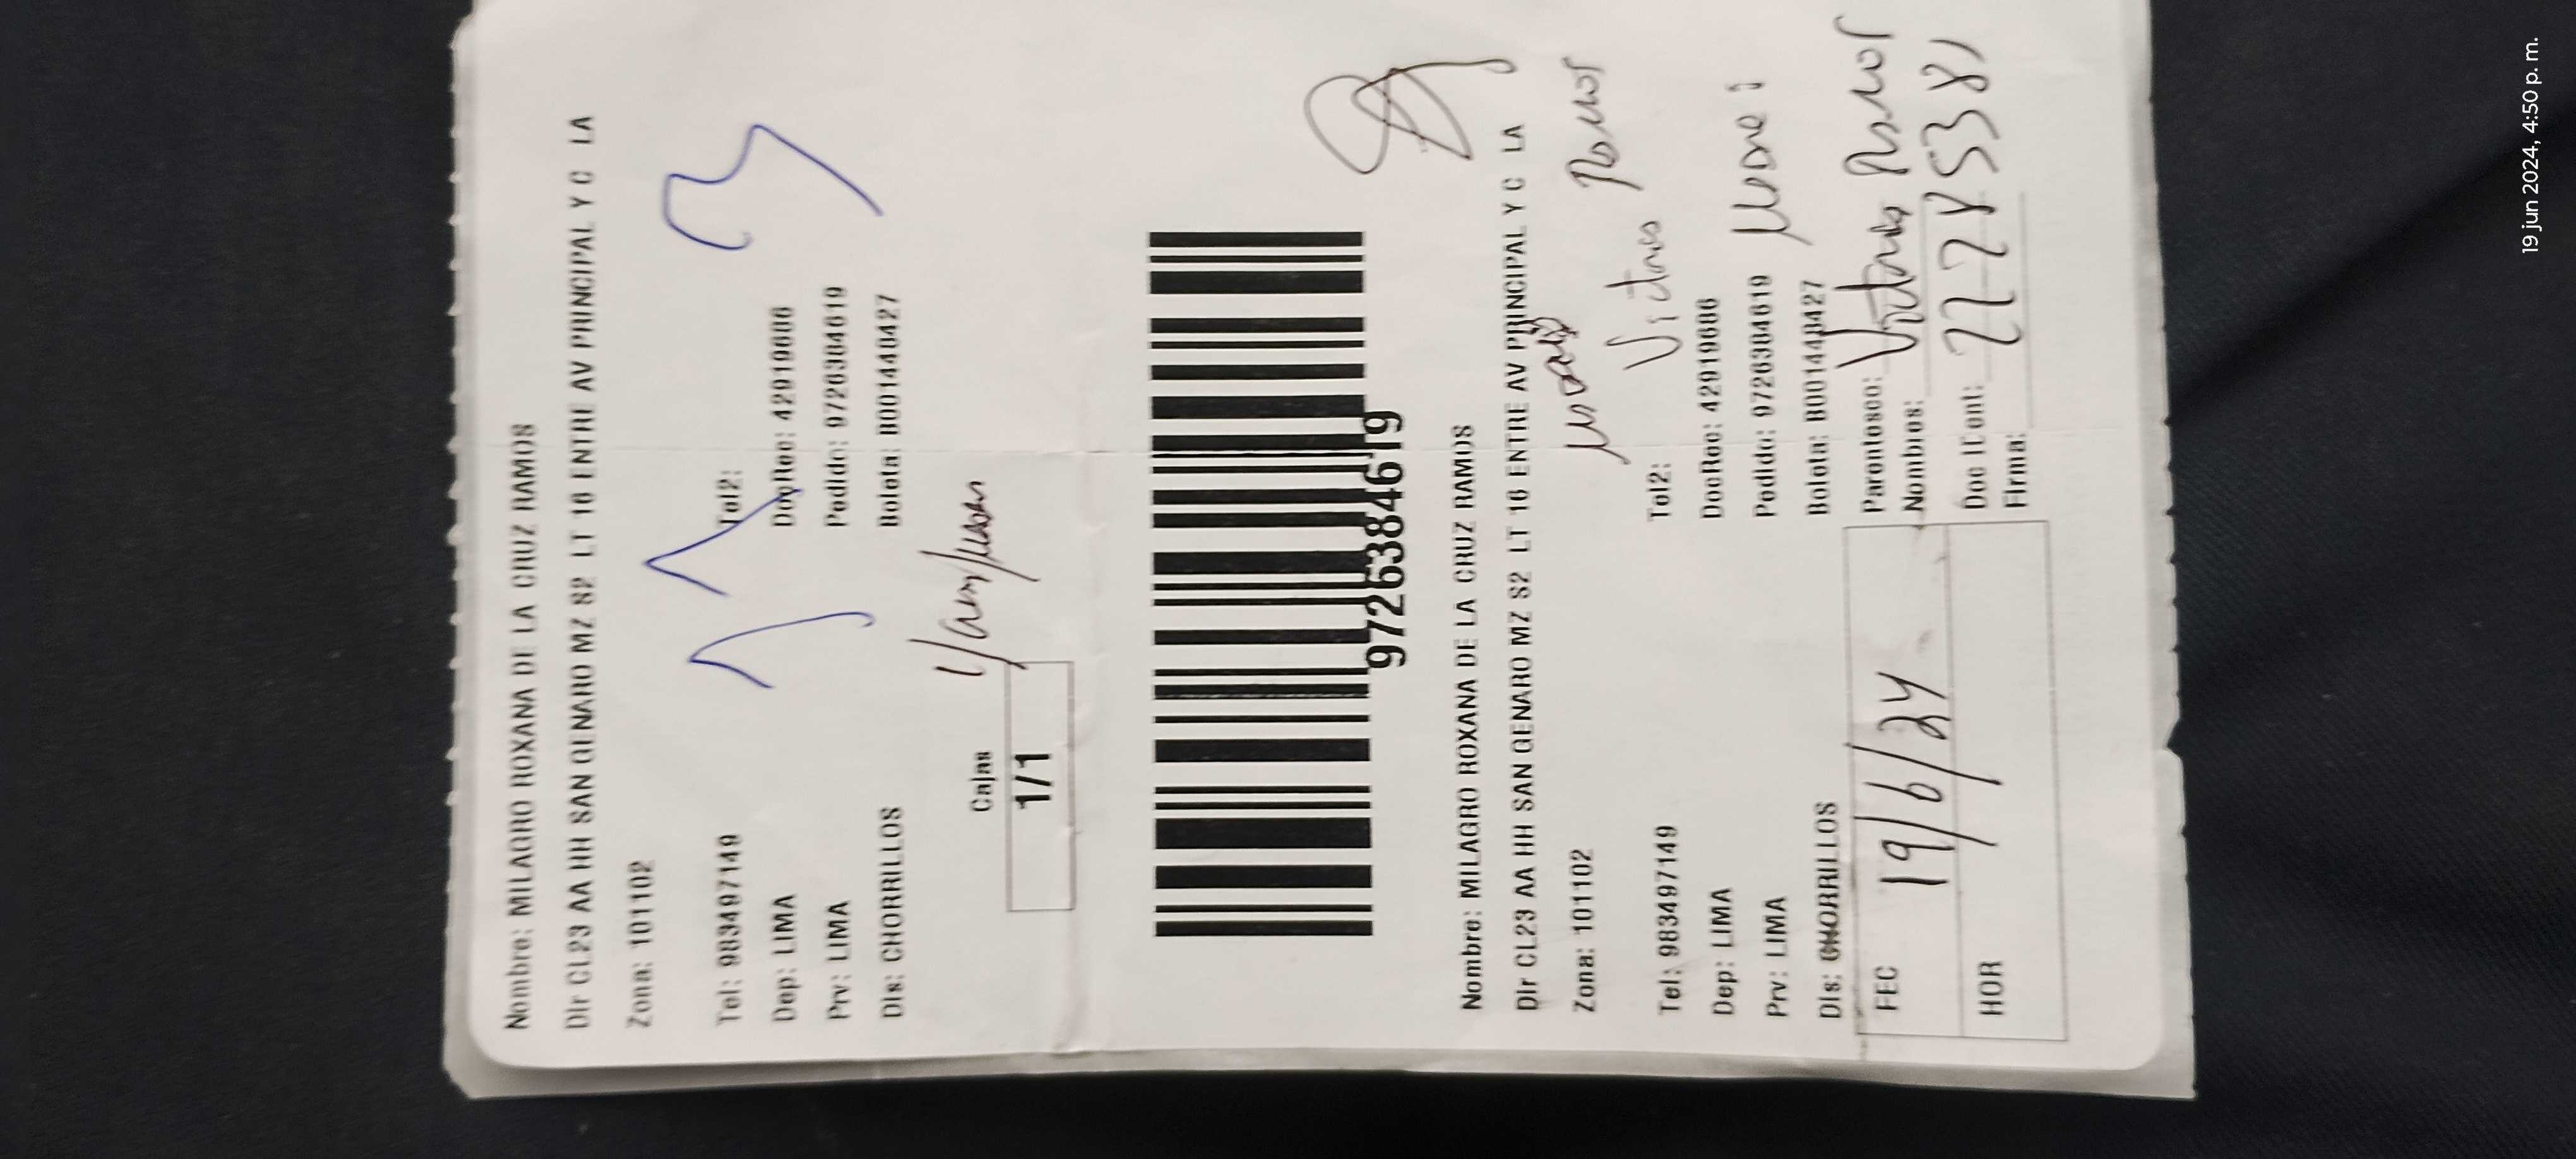 Nombre: MILAGRO ROXANA DE LA CRUZ RAMOS
Dir CL23 AA HH SAN GENARO MZ S2 LT 16 ENTRE AV PRINCIPAL Y C LA
Zona: 101102
Tel: 983497149 Tel2:
Dep: LIMA DocRec: 42919686
Prv: LIMA Pedido: 9726384619
Dis: CHORRILLOS Boleta: B001448427
Cajas
1/1
9726384619
Nombre: MILAGRO ROXANA DE LA CRUZ RAMOS
Dir CL23 AA HH SAN GENARO MZ S2 LT 16 ENTRE AV PRINCIPAL Y C LA
Zona: 101102
Tel: 983497149 Tel2:
Dep: LIMA DocRec: 42919686
Prv: LIMA Pedido: 9726384619
Dis: CHORRILLOS Boleta: B001448427
FEC 19/6/24 Parentesco:
Nombres:
HOR Doc ICont:
Firma:
19 jun 2024, 4:50 p. m.